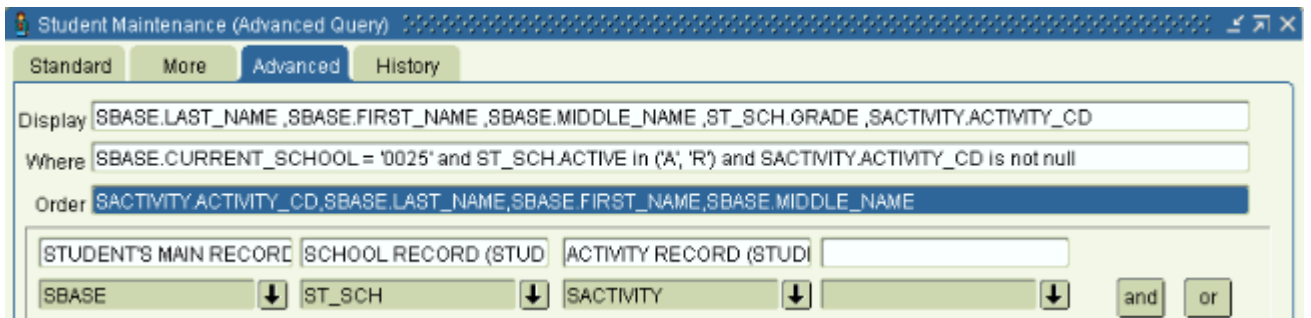 Student Maintenance (Advanced Query)
Standard More Advanced History
Display SBASE.LAST_NAME ,SBASE.FIRST_NAME ,SBASE.MIDDLE_NAME ,ST_SCH.GRADE ,SACTIVITY.ACTIVITY_CD
Where SBASE.CURRENT_SCHOOL = '0025' and ST_SCH.ACTIVE in ('A', 'R') and SACTIVITY.ACTIVITY_CD is not null
Order SACTIVITY.ACTIVITY_CD,SBASE.LAST_NAME,SBASE.FIRST_NAME,SBASE.MIDDLE_NAME
STUDENT'S MAIN RECORD SCHOOL RECORD (STUD ACTIVITY RECORD (STUDI
SBASE ST_SCH SACTIVITY and or